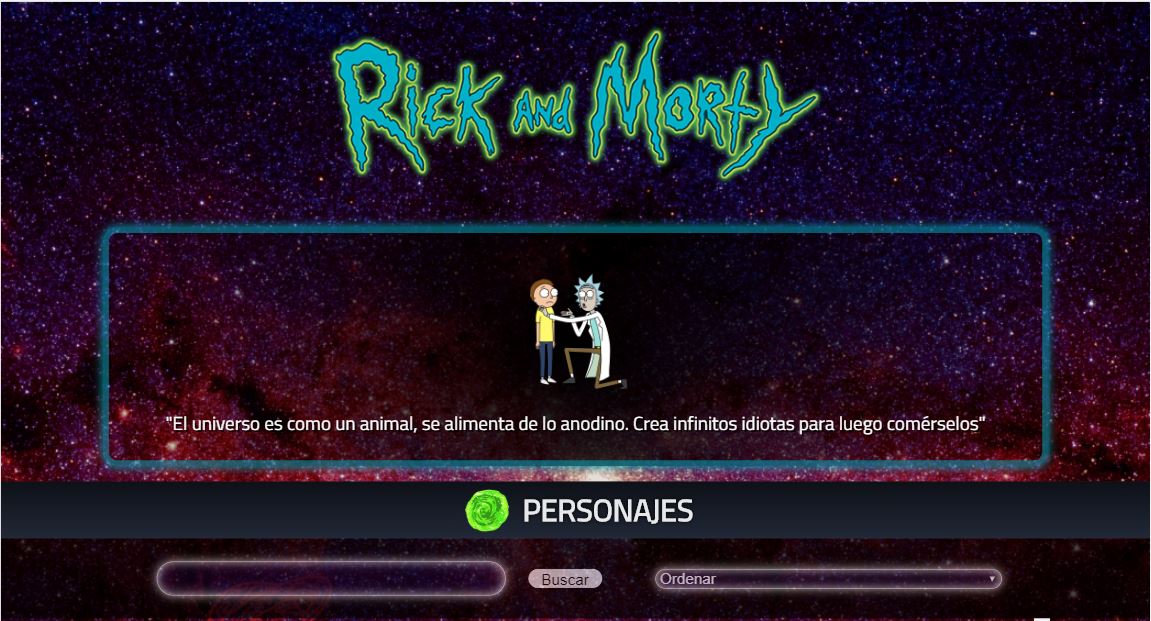 Rick and Morty
"El universo es como un animal, se alimenta de lo anodino. Crea infinitos idiotas para luego comérselos"
PERSONAJES
Buscar
Ordenar